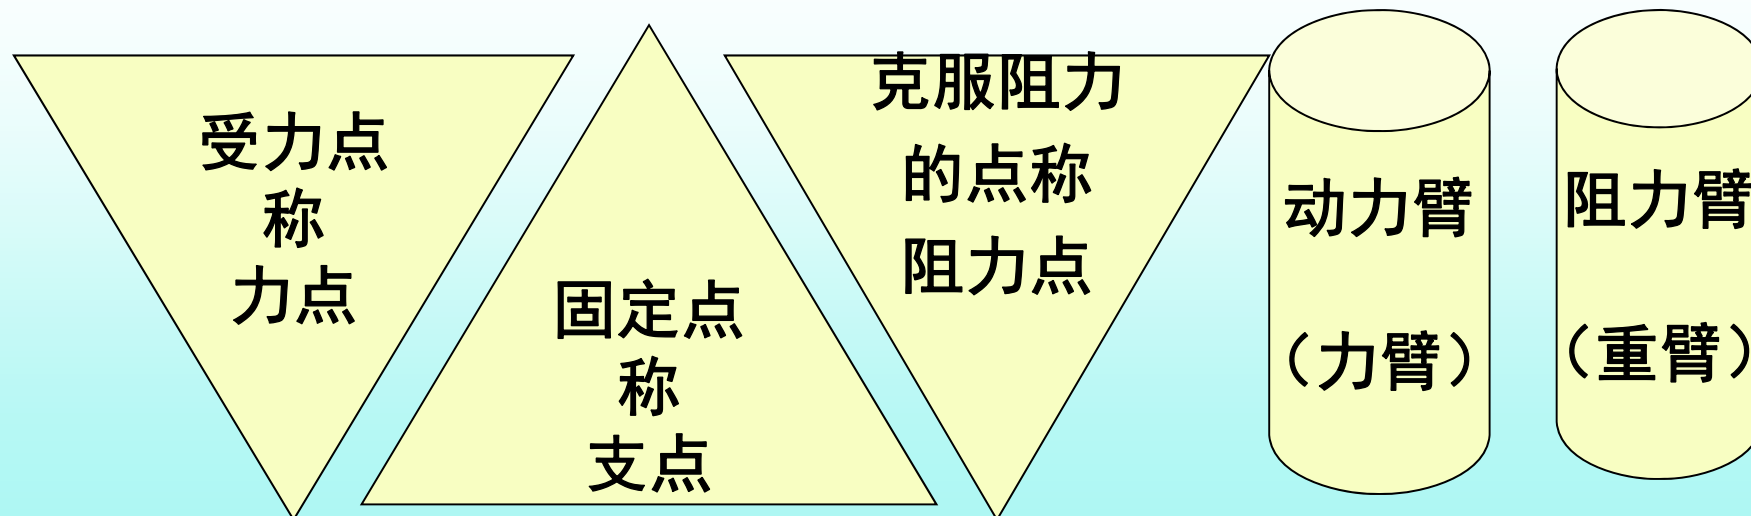 受力点
称
力点
固定点
称
支点
克服阻力
的点称
阻力点
动力臂
（力臂）
阻力臂
（重臂）